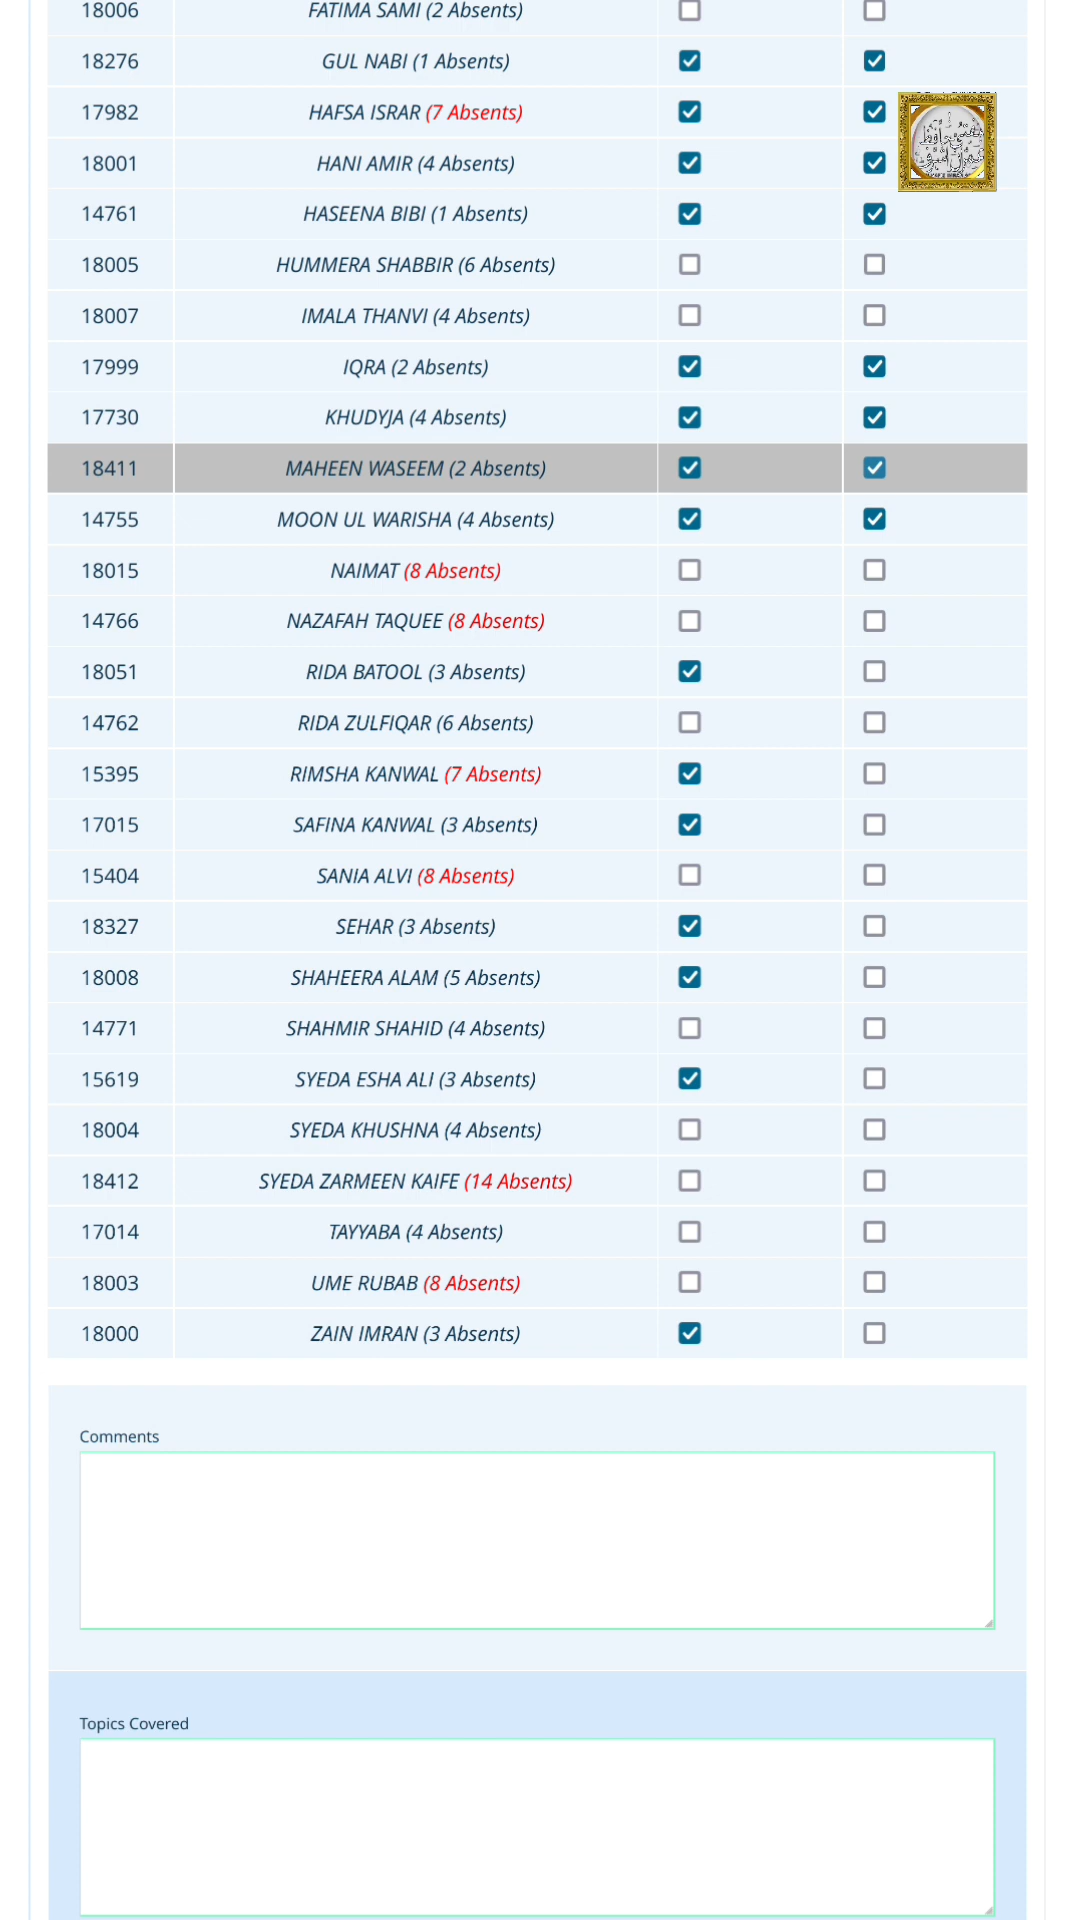 18006 FATIMA SAMI (2 Absents)
18276 GUL NABI (1 Absents)
17982 HAFSA ISRAR (7 Absents)
18001 HANI AMIR (4 Absents)
14761 HASEENA BIBI (1 Absents)
18005 HUMMERA SHABBIR (6 Absents)
18007 IMALA THANVI (4 Absents)
17999 IQRA (2 Absents)
17730 KHUDYJA (4 Absents)
18411 MAHEEN WASEEM (2 Absents)
14755 MOON UL WARISHA (4 Absents)
18015 NAIMAT (8 Absents)
14766 NAZAFAH TAQUEE (8 Absents)
18051 RIDA BATOOL (3 Absents)
14762 RIDA ZULFIQAR (6 Absents)
15395 RIMSHA KANWAL (7 Absents)
17015 SAFINA KANWAL (3 Absents)
15404 SANIA ALVI (8 Absents)
18327 SEHAR (3 Absents)
18008 SHAHEERA ALAM (5 Absents)
14771 SHAHMIR SHAHID (4 Absents)
15619 SYEDA ESHA ALI (3 Absents)
18004 SYEDA KHUSHNA (4 Absents)
18412 SYEDA ZARMEEN KAIFE (14 Absents)
17014 TAYYABA (4 Absents)
18003 UME RUBAB (8 Absents)
18000 ZAIN IMRAN (3 Absents)
Comments
Topics Covered